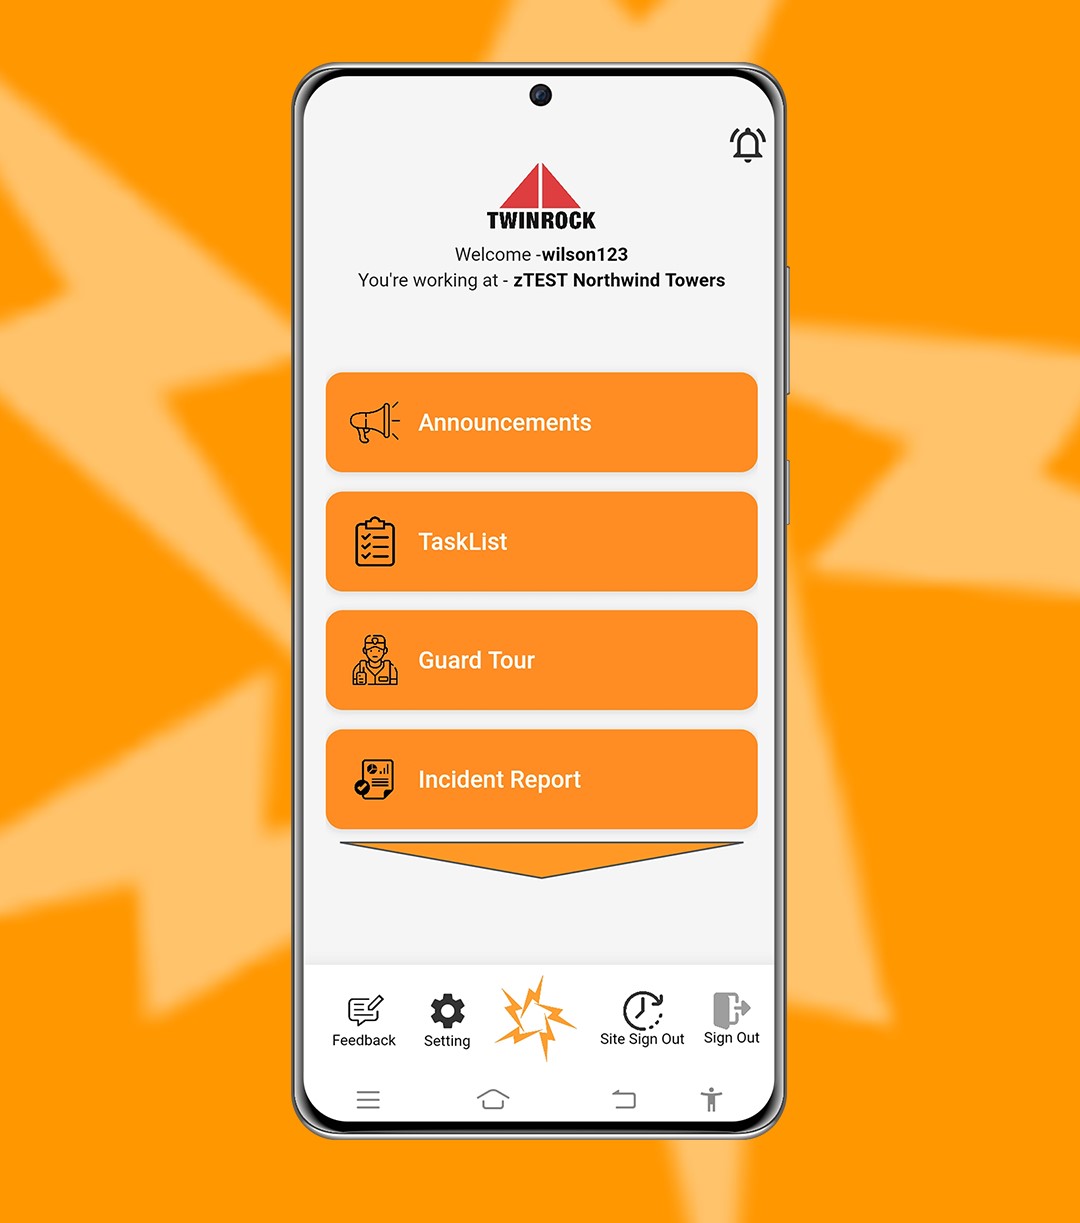 TWINROCK
Welcome -wilson123
You're working at - zTEST Northwind Towers
Announcements
TaskList
Guard Tour
Incident Report
Feedback
Setting
Site Sign Out
Sign Out